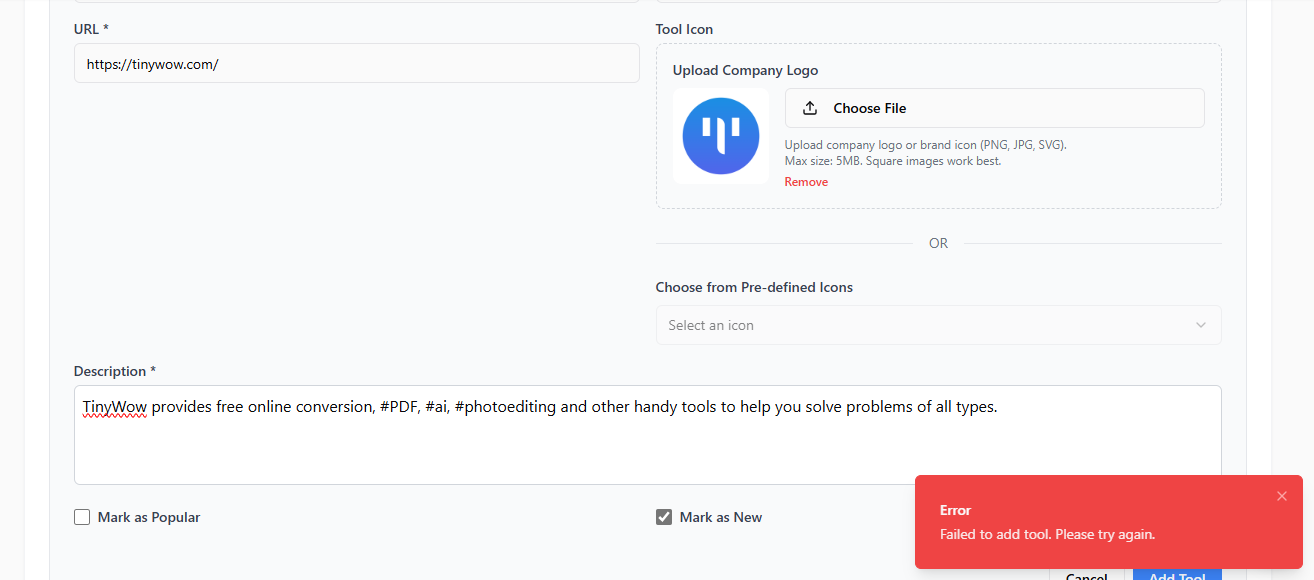 URL *
https://tinywow.com/
Tool Icon
Upload Company Logo
Choose File
Upload company logo or brand icon (PNG, JPG, SVG).
Max size: 5MB. Square images work best.
Remove
OR
Choose from Pre-defined Icons
Select an icon
Description *
TinyWow provides free online conversion, #PDF, #ai, #photoediting and other handy tools to help you solve problems of all types.
Mark as Popular
Mark as New
Error
Failed to add tool. Please try again.
Cancel
Add Tool